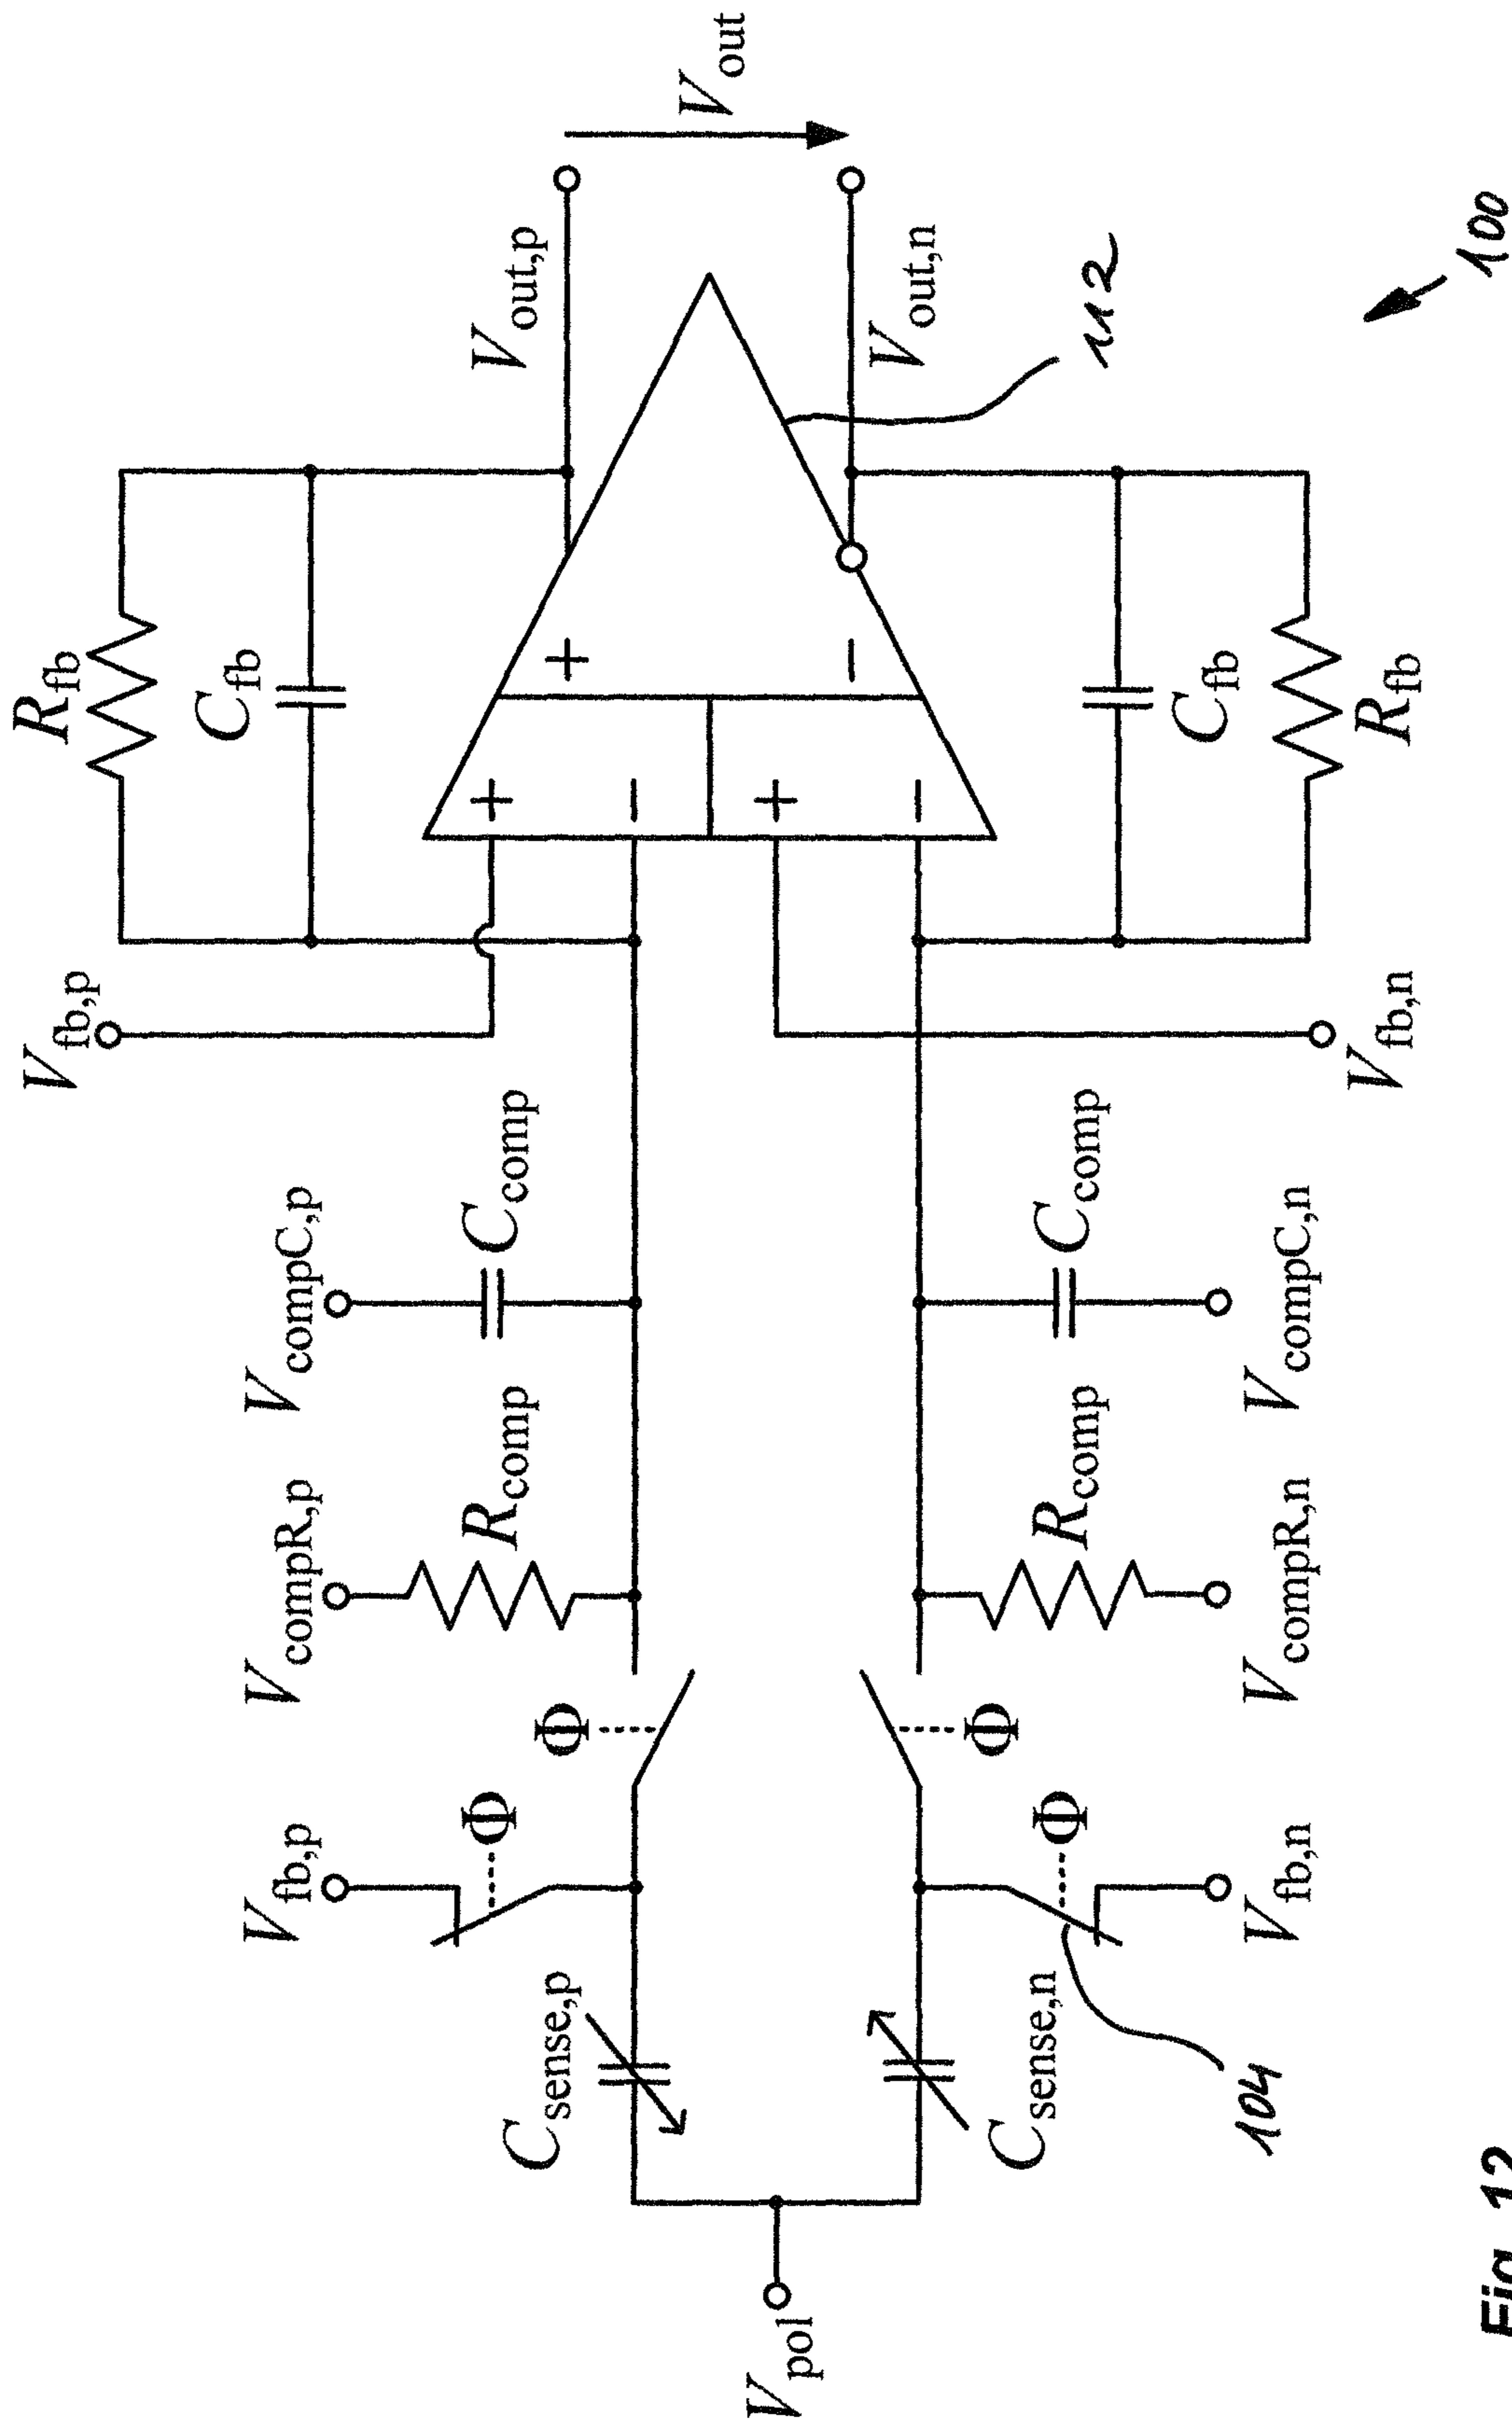 R_fb
C_fb
V_fb,p
V_compC,p
C_comp
V_compR,p
R_comp
V_fb,p
Φ
Φ
C_sense,p
V_out,p
V_out
+
+
−
+
−
−
V_pol
V_out,n
C_sense,n
Φ
Φ
V_fb,n
R_comp
V_compR,n
C_comp
V_compC,n
V_fb,n
C_fb
R_fb
104
112
100
Fig. 12